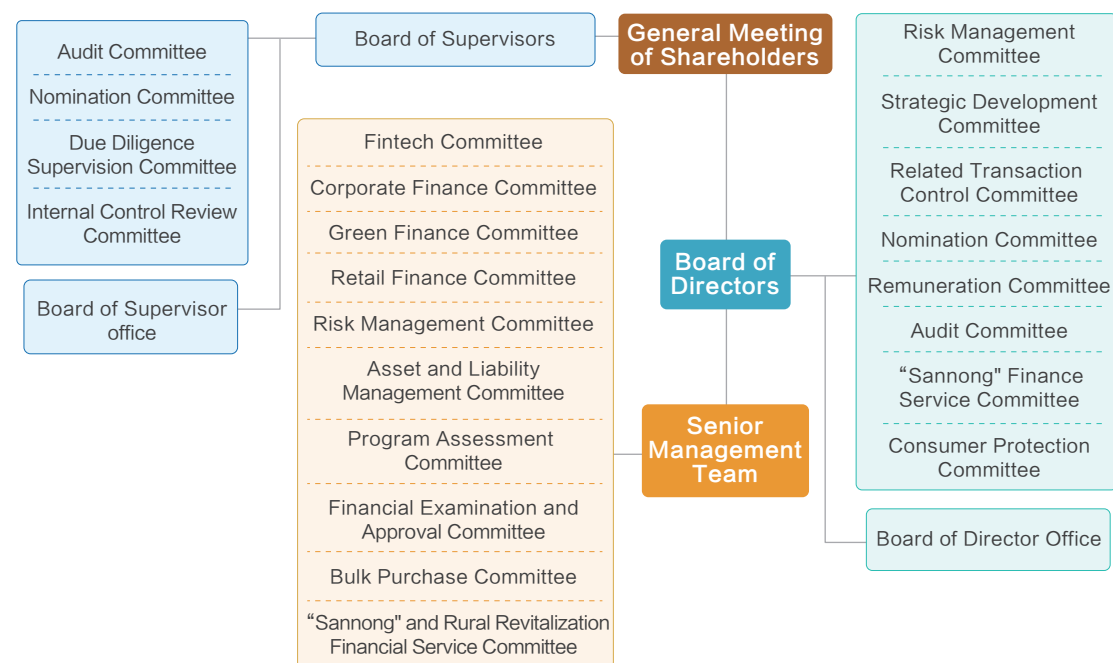 General Meeting
of Shareholders
Board of Supervisors
Audit Committee
Nomination Committee
Due Diligence
Supervision Committee
Internal Control Review
Committee
Board of Supervisor
office
Fintech Committee
Corporate Finance Committee
Green Finance Committee
Retail Finance Committee
Risk Management Committee
Asset and Liability
Management Committee
Program Assessment
Committee
Financial Examination and
Approval Committee
Bulk Purchase Committee
“Sannong" and Rural Revitalization
Financial Service Committee
Board of
Directors
Senior
Management
Team
Risk Management
Committee
Strategic Development
Committee
Related Transaction
Control Committee
Nomination Committee
Remuneration Committee
Audit Committee
“Sannong" Finance
Service Committee
Consumer Protection
Committee
Board of Director Office